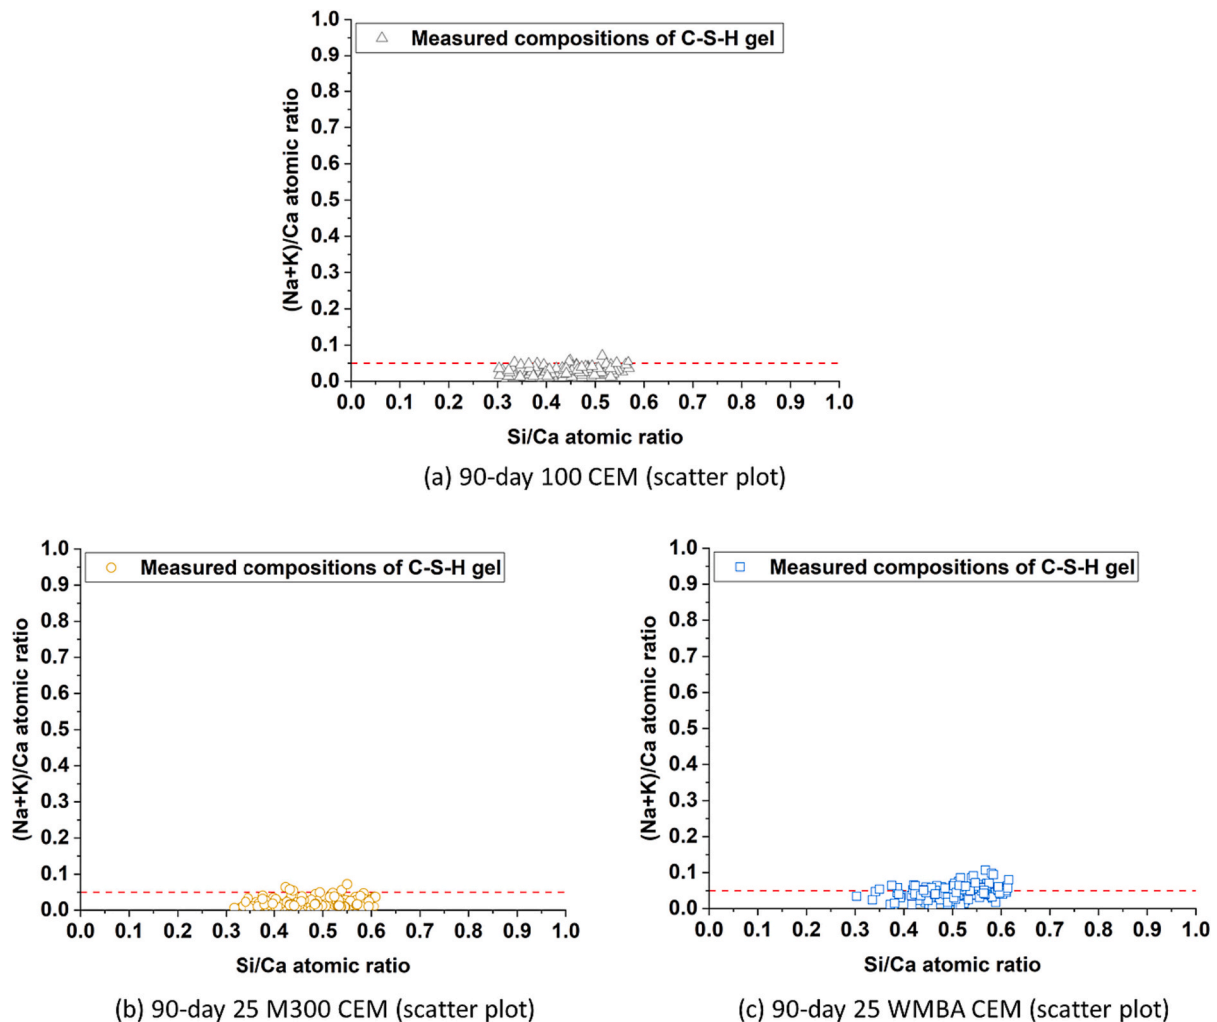 Measured compositions of C-S-H gel
(Na+K)/Ca atomic ratio
1.0
0.9
0.8
0.7
0.6
0.5
0.4
0.3
0.2
0.1
0.0
0.0 0.1 0.2 0.3 0.4 0.5 0.6 0.7 0.8 0.9 1.0
Si/Ca atomic ratio
(a) 90-day 100 CEM (scatter plot)
Measured compositions of C-S-H gel
(Na+K)/Ca atomic ratio
1.0
0.9
0.8
0.7
0.6
0.5
0.4
0.3
0.2
0.1
0.0
0.0 0.1 0.2 0.3 0.4 0.5 0.6 0.7 0.8 0.9 1.0
Si/Ca atomic ratio
(b) 90-day 25 M300 CEM (scatter plot)
Measured compositions of C-S-H gel
(Na+K)/Ca atomic ratio
1.0
0.9
0.8
0.7
0.6
0.5
0.4
0.3
0.2
0.1
0.0
0.0 0.1 0.2 0.3 0.4 0.5 0.6 0.7 0.8 0.9 1.0
Si/Ca atomic ratio
(c) 90-day 25 WMBA CEM (scatter plot)